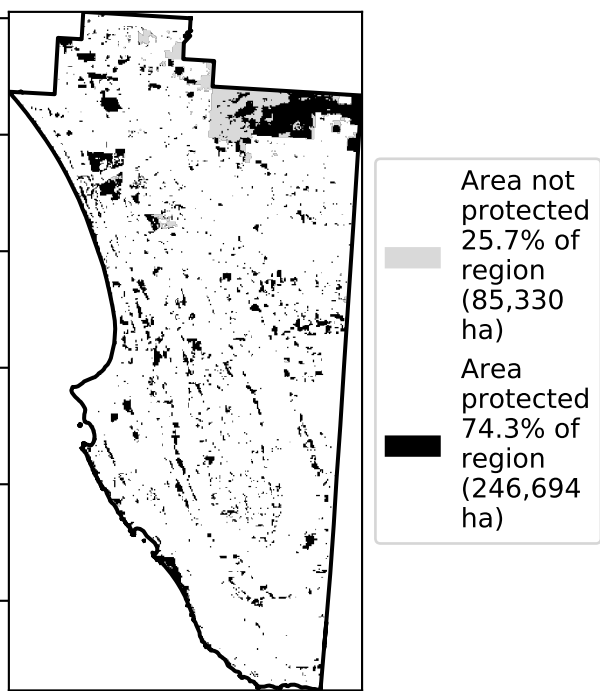 Area not
protected
25.7% of
region
(85,330
ha)
Area
protected
74.3% of
region
(246,694
ha)